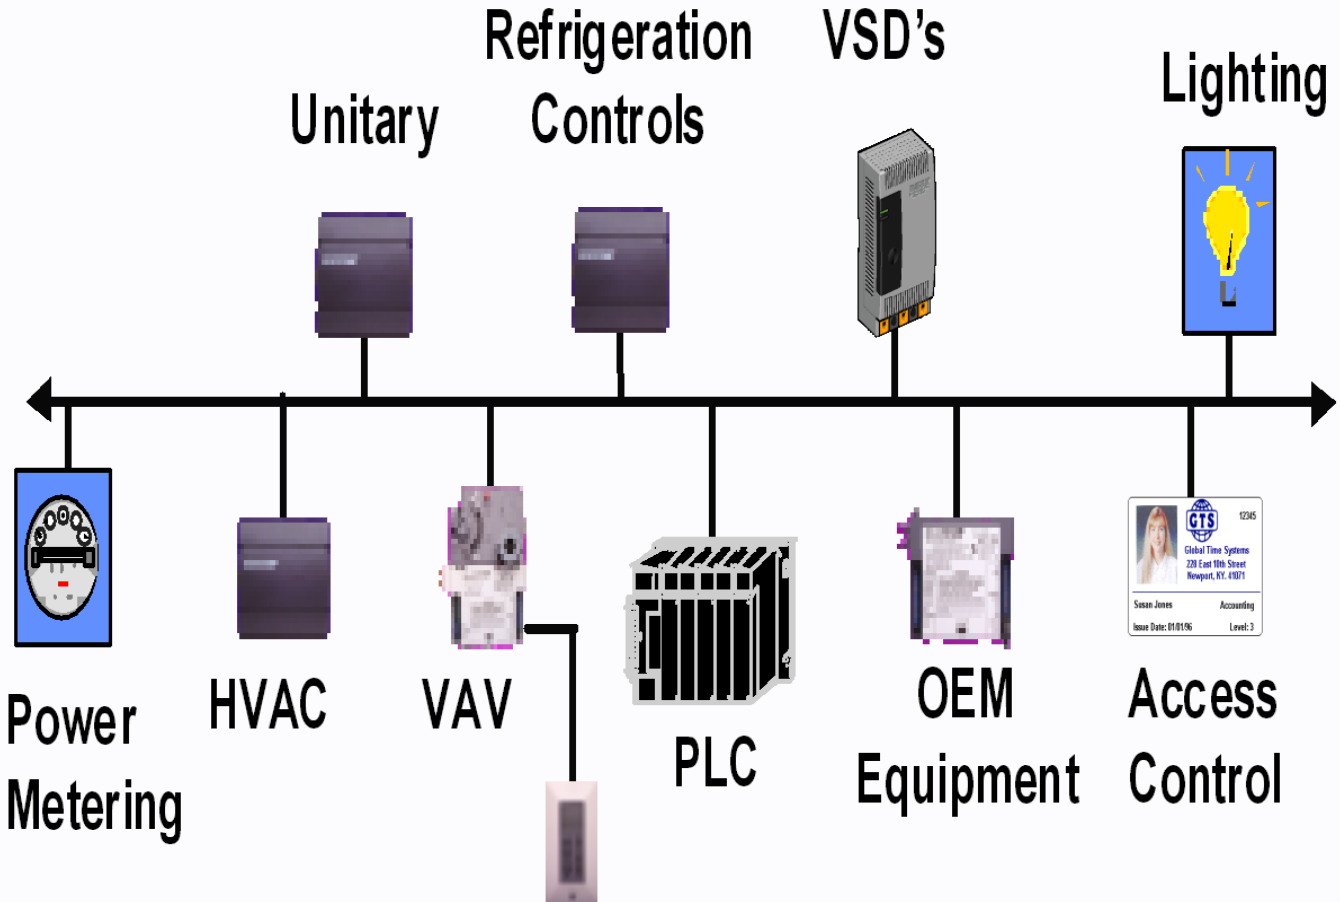 Refrigeration
Controls
VSD's
Lighting
Unitary
Power
Metering
HVAC
VAV
PLC
OEM
Equipment
GTS
12345
Global Time Systems
228 East 10th Street
Newport, KY. 41071
Susan Jones
Accounting
Issue Date: 01/01/96
Level: 3
Access
Control